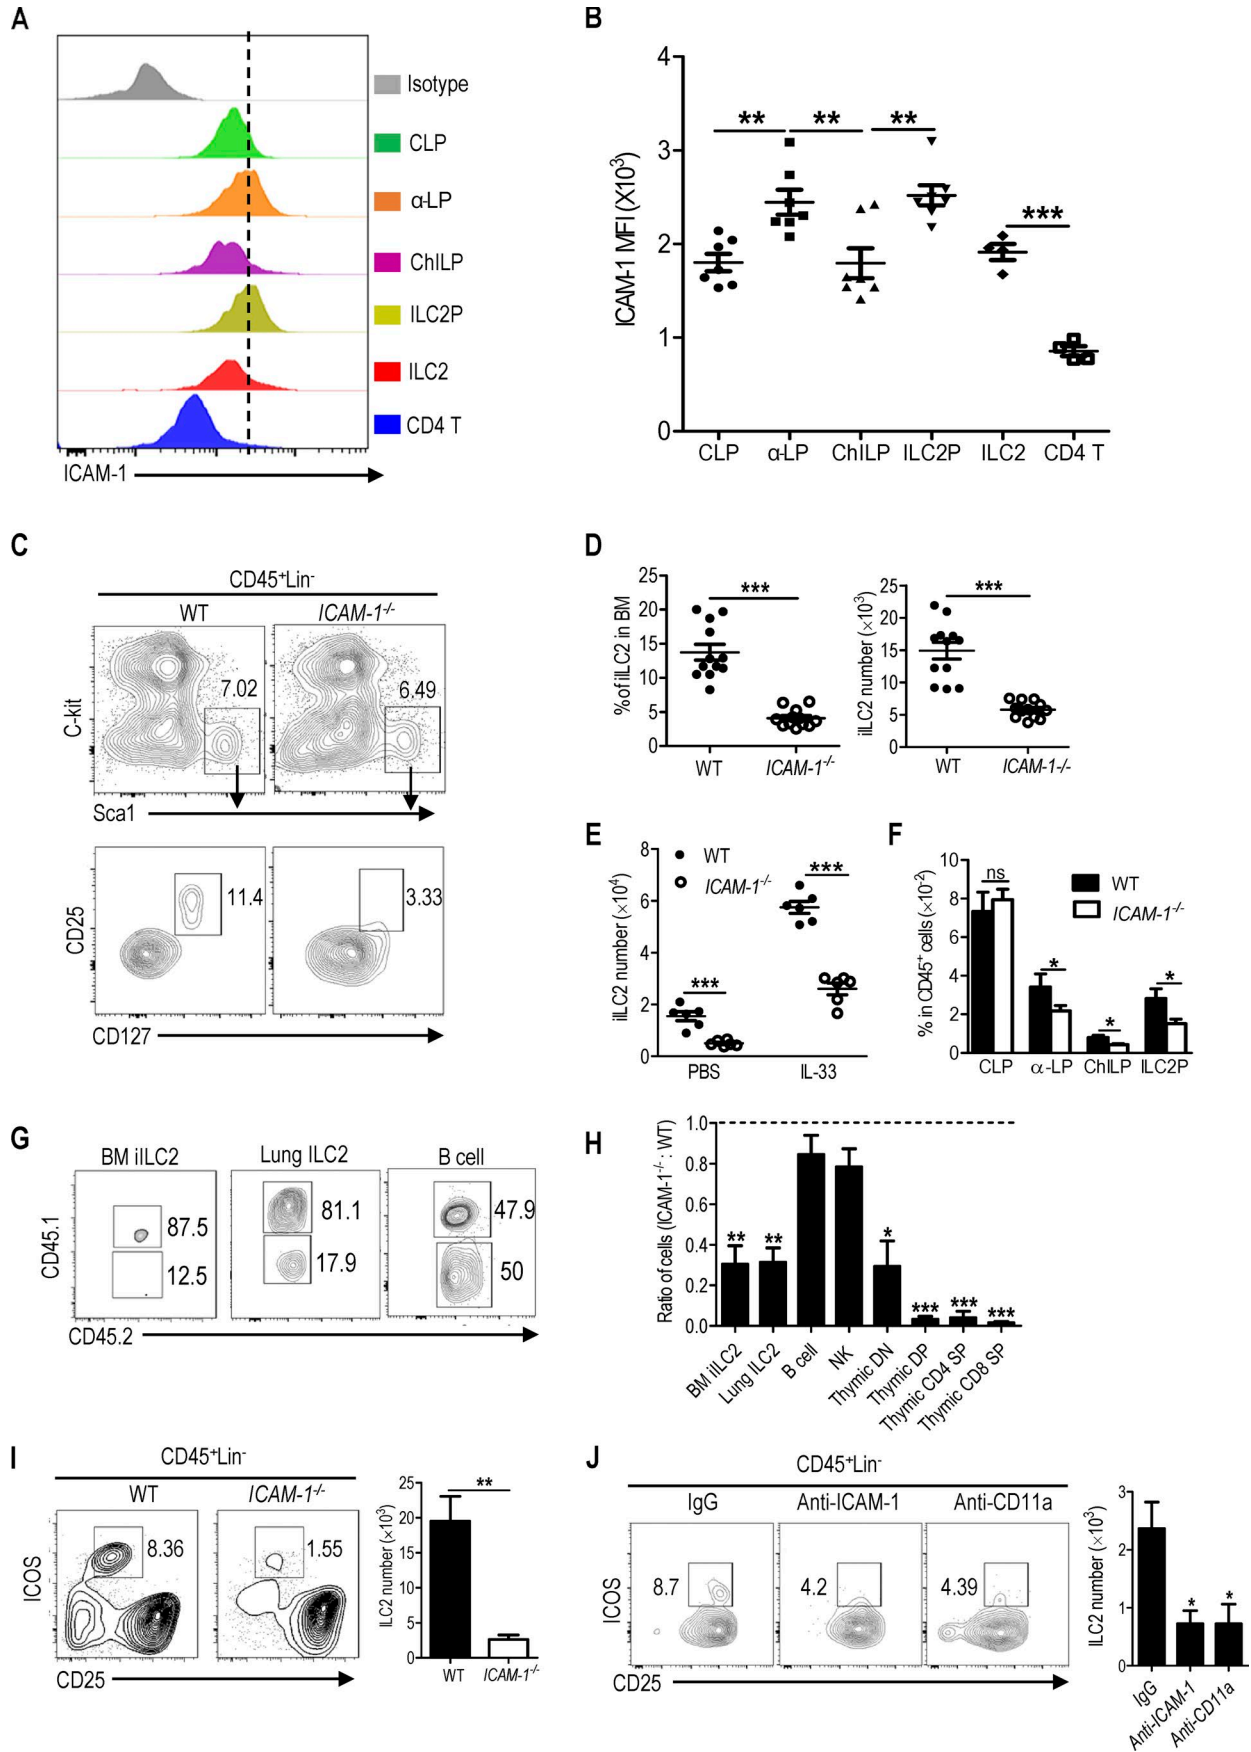 A
Isotype
CLP
α-LP
ChILP
ILC2P
ILC2
CD4 T
ICAM-1
B
ICAM-1 MFI (X10³)
4
3
2
1
0
** ** ** ***
CLP α-LP ChILP ILC2P ILC2 CD4 T
C
CD45⁺Lin⁻
WT ICAM-1⁻/⁻
C-kit
7.02 6.49
Sca1
CD25
11.4 3.33
CD127
D
% of iILC2 in BM
25
20
15
10
5
0
***
WT ICAM-1⁻/⁻
iILC2 number (×10³)
25
20
15
10
5
0
***
WT ICAM-1-/-
E
iILC2 number (×10⁴)
8
6
4
2
0
WT
ICAM-1⁻/⁻
*** ***
PBS IL-33
F
% in CD45⁺ cells (×10⁻²)
10
8
6
4
2
0
ns * * *
WT
ICAM-1⁻/⁻
CLP α-LP ChILP ILC2P
G
BM iILC2 Lung ILC2 B cell
CD45.1
87.5 81.1 47.9
12.5 17.9 50
CD45.2
H
Ratio of cells (ICAM-1⁻/⁻: WT)
1.0
0.8
0.6
0.4
0.2
0.0
** ** * *** *** ***
BM iILC2
Lung ILC2
B cell
NK
Thymic DN
Thymic DP
Thymic CD4 SP
Thymic CD8 SP
I
CD45⁺Lin⁻
WT ICAM-1⁻/⁻
ICOS
8.36 1.55
CD25
ILC2 number (×10³)
25
20
15
10
5
0
**
WT ICAM-1⁻/⁻
J
CD45⁺Lin⁻
IgG Anti-ICAM-1 Anti-CD11a
ICOS
8.7 4.2 4.39
CD25
ILC2 number (×10³)
3
2
1
0
* *
IgG
Anti-ICAM-1
Anti-CD11a